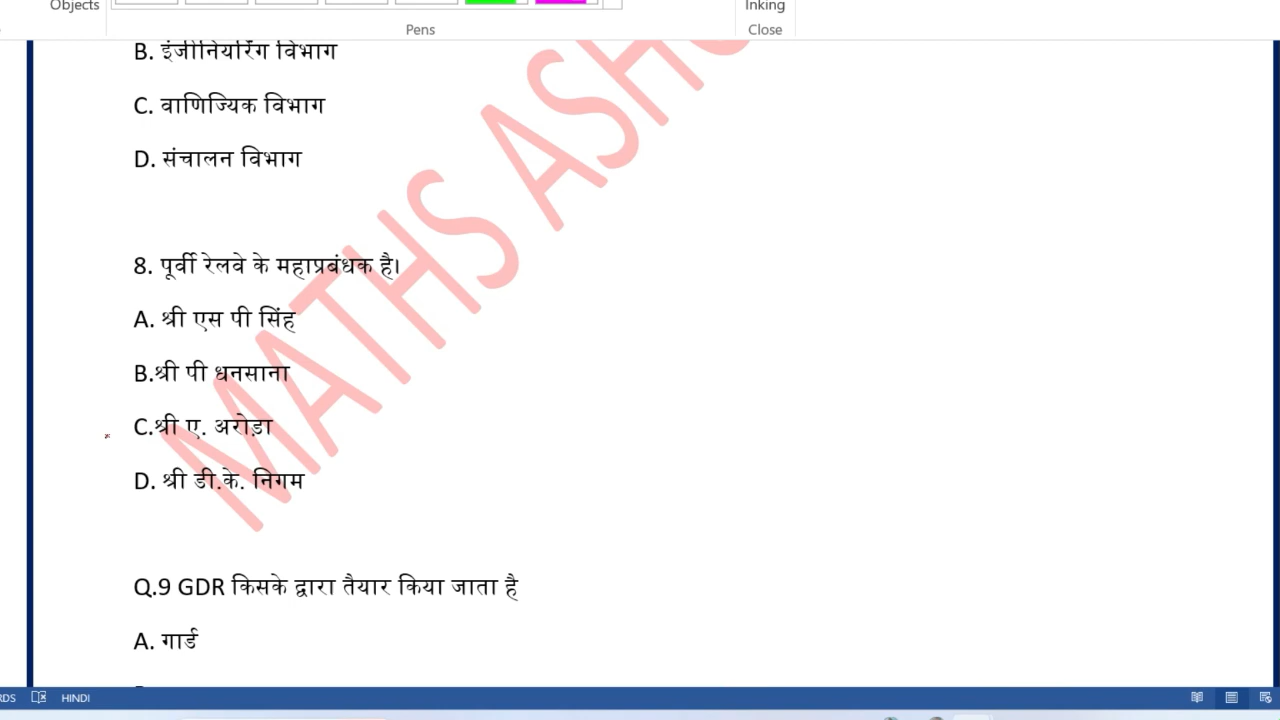 Objects
Pens
Inking
Close
B. इंजीनियरिंग विभाग
C. वाणिज्यिक विभाग
D. संचालन विभाग
8. पूर्वी रेलवे के महाप्रबंधक है।
A. श्री एस पी सिंह
B.श्री पी धनसाना
C.श्री ए. अरोड़ा
D. श्री डी.के. निगम
Q.9 GDR किसके द्वारा तैयार किया जाता है
A. गार्ड
MATHS
HINDI